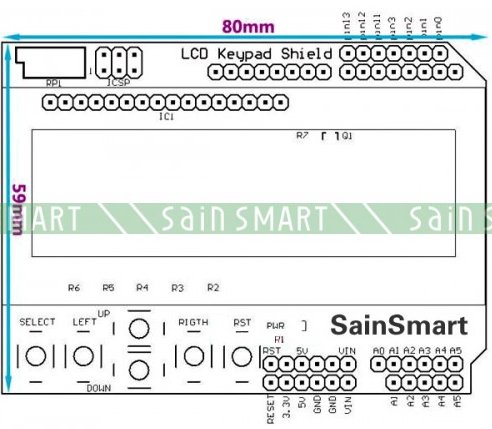 80mm
pin13
pin12
pin11
pin3
pin2
pin1
pin0
LCD Keypad Shield
RP1
1
ICSP
IC1
R7
Q1
59mm
MART
Sain SMART
Sain S
R6 R5 R4 R3 R2
SELECT LEFT UP RIGTH RST PWR SainSmart
R1
RST 5V VIN A0 A1 A2 A3 A4 A5
DOWN
RESET
3.3V
5V
GND
GND
VIN
A1
A2
A3
A4
A5